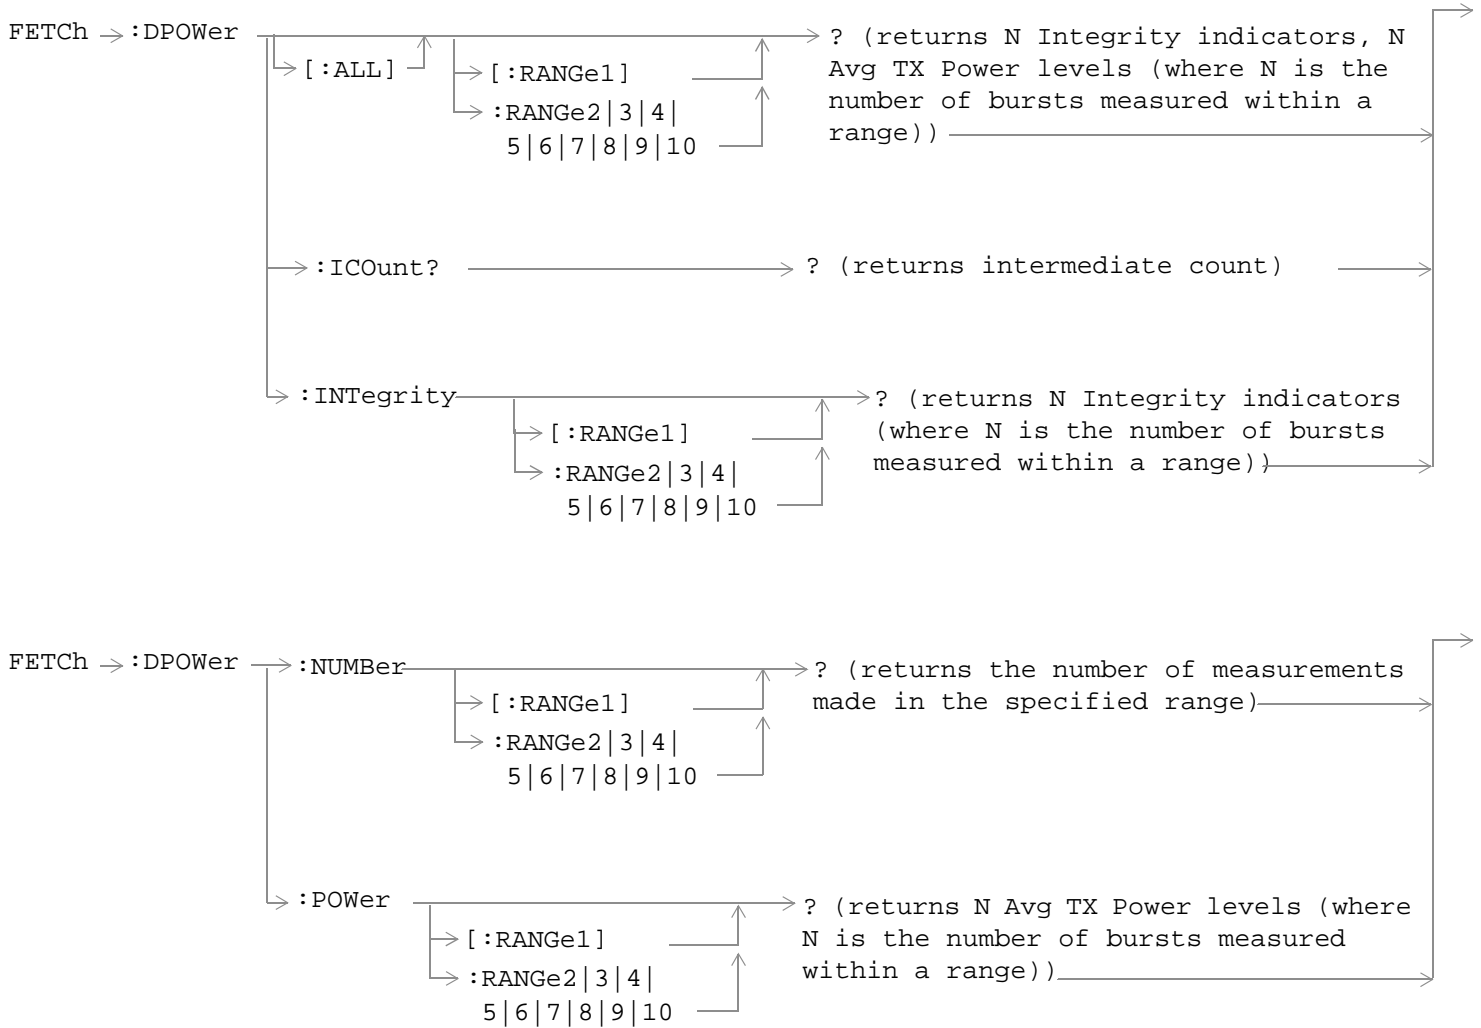 FETCh :DPOWer
[:ALL]
[:RANGe1]
:RANGe2|3|4|
5|6|7|8|9|10
? (returns N Integrity indicators, N
Avg TX Power levels (where N is the
number of bursts measured within a
range))
:ICOunt?
? (returns intermediate count)
:INTegrity
[:RANGe1]
:RANGe2|3|4|
5|6|7|8|9|10
? (returns N Integrity indicators
(where N is the number of bursts
measured within a range))
FETCh :DPOWer :NUMBer
[:RANGe1]
:RANGe2|3|4|
5|6|7|8|9|10
? (returns the number of measurements
made in the specified range)
:POWer
[:RANGe1]
:RANGe2|3|4|
5|6|7|8|9|10
? (returns N Avg TX Power levels (where
N is the number of bursts measured
within a range))